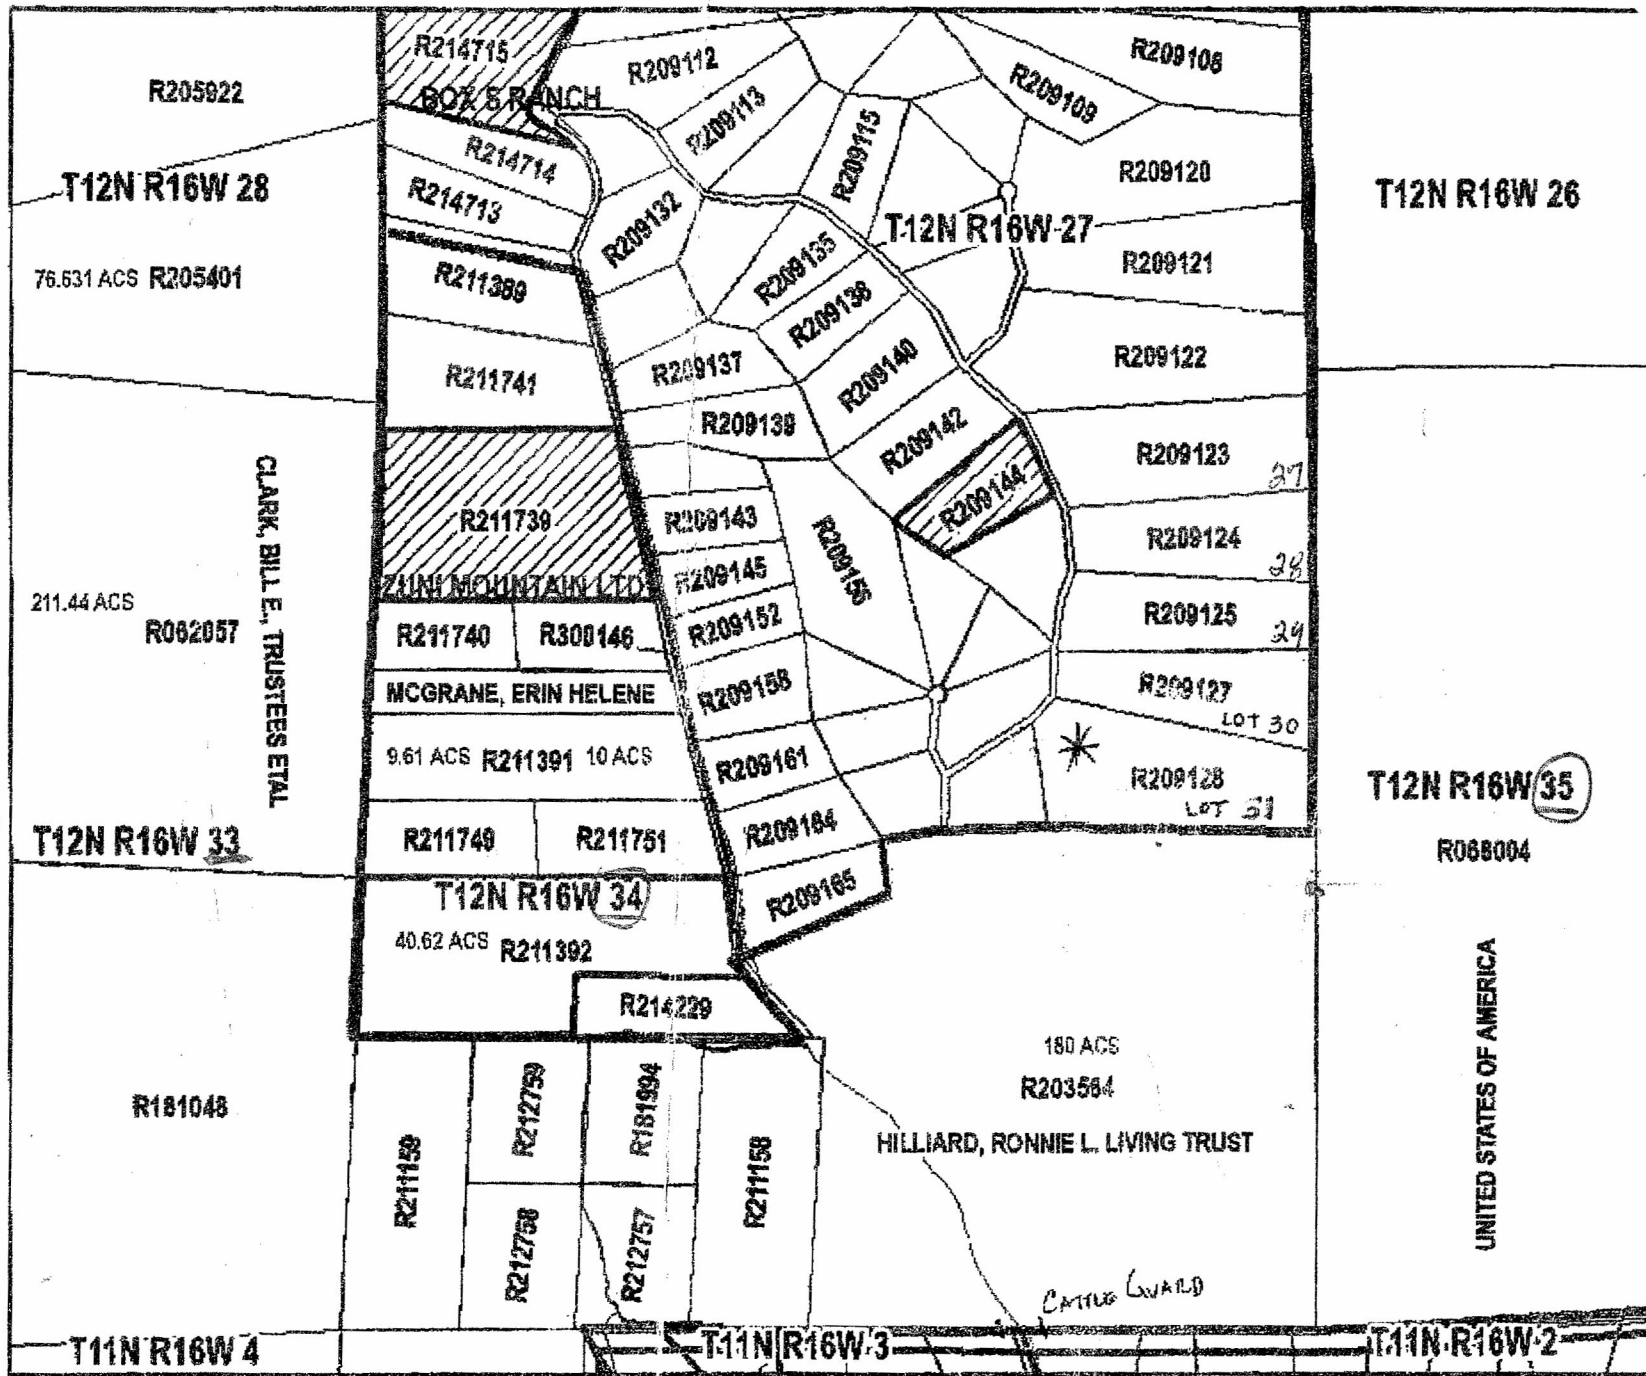 R214715
R209112
R209108
R205922
BOX S RANCH
R209113
R209109
R214714
R209115
T12N R16W 28
R214713
R209132
R209120
T12N R16W 26
T12N R16W 27
76.631 ACS R205401
R211389
R209135
R209121
R209138
R209137
R209140
R209122
R211741
R209139
R209142
R209123
27
R209144
R211739
R209143
R209156
R209124
28
CLARK, BILL E., TRUSTEES ETAL
ZUNI MOUNTAIN LTD
R209145
211.44 ACS
R062057
R211740
R300146
R209152
R209125
29
MCGRANE, ERIN HELENE
R209158
R209127
LOT 30
9.61 ACS R211391 10 ACS
R209161
R209128
LOT 31
T12N R16W 35
T12N R16W 33
R211749
R211751
R209164
R068004
T12N R16W 34
R209165
40.62 ACS R211392
R214229
UNITED STATES OF AMERICA
180 ACS
R203564
R181048
R212759
R181994
HILLIARD, RONNIE L. LIVING TRUST
R211159
R211158
R212758
R212757
CATTLE GUARD
T11N R16W 4
T11N R16W 3
T11N R16W 2